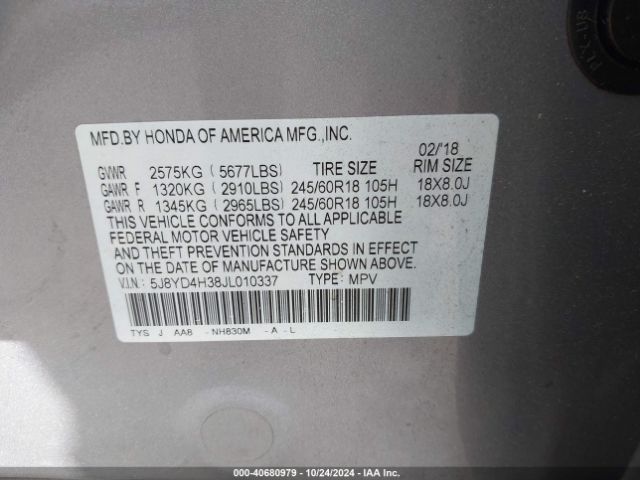 PLY-UB
MFD.BY HONDA OF AMERICA MFG.,INC.
02/'18
GVWR 2575KG ( 5677LBS) TIRE SIZE RIM SIZE
GAWR F 1320KG ( 2910LBS) 245/60R18 105H 18X8.0J
GAWR R 1345KG ( 2965LBS) 245/60R18 105H 18X8.0J
THIS VEHICLE CONFORMS TO ALL APPLICABLE
FEDERAL MOTOR VEHICLE SAFETY
AND THEFT PREVENTION STANDARDS IN EFFECT
ON THE DATE OF MANUFACTURE SHOWN ABOVE.
V.I.N.: 5J8YD4H38JL010337 TYPE: MPV
TYS J AA8 - NH830M - A - L
000-40680979 • 10/24/2024 • IAA Inc.